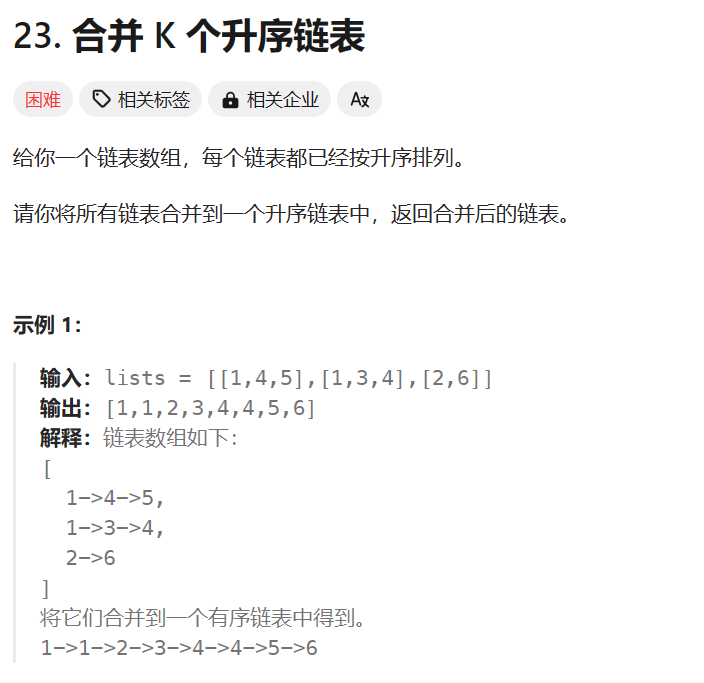 23. 合并 K 个升序链表
困难 相关标签 相关企业 A文
给你一个链表数组，每个链表都已经按升序排列。
请你将所有链表合并到一个升序链表中，返回合并后的链表。
示例 1：
输入：lists = [[1,4,5],[1,3,4],[2,6]]
输出：[1,1,2,3,4,4,5,6]
解释：链表数组如下：
[
  1->4->5,
  1->3->4,
  2->6
]
将它们合并到一个有序链表中得到。
1->1->2->3->4->4->5->6